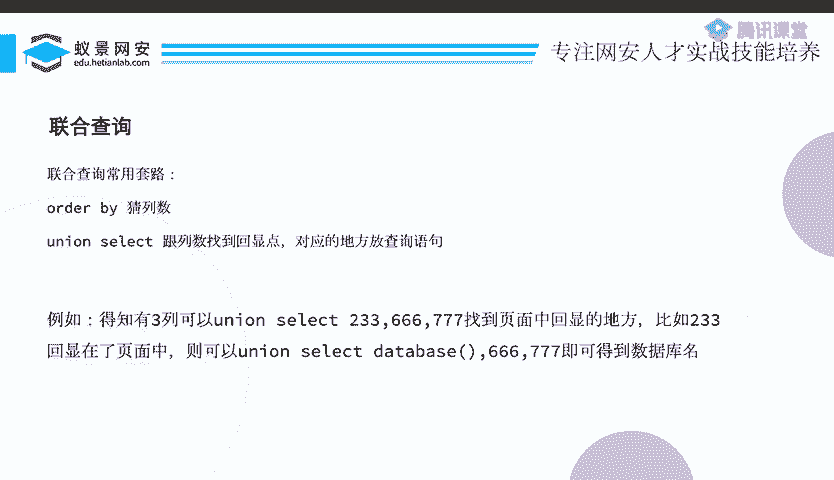 腾讯课堂
蚁景网安
edu.hetianlab.com
专注网安人才实战技能培养
联合查询
联合查询常用套路：
order by 猜列数
union select 跟列数找到回显点，对应的地方放查询语句
例如：得知有3列可以union select 233,666,777找到页面中回显的地方，比如233
回显在了页面中，则可以union select database(),666,777即可得到数据库名